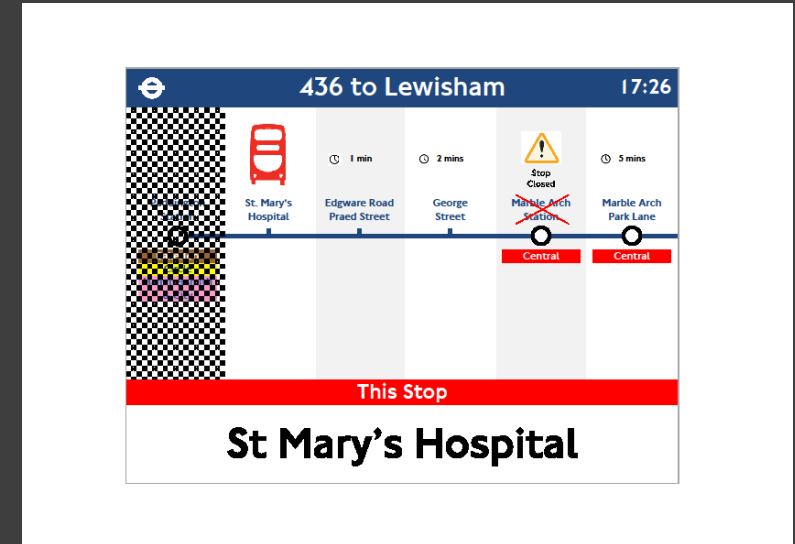 436 to Lewisham
17:26
1 min
2 mins
Stop
Closed
5 mins
St. Mary's
Hospital
Edgware Road
Praed Street
George
Street
Marble Arch
Station
Marble Arch
Park Lane
Central
Central
This Stop
St Mary's Hospital